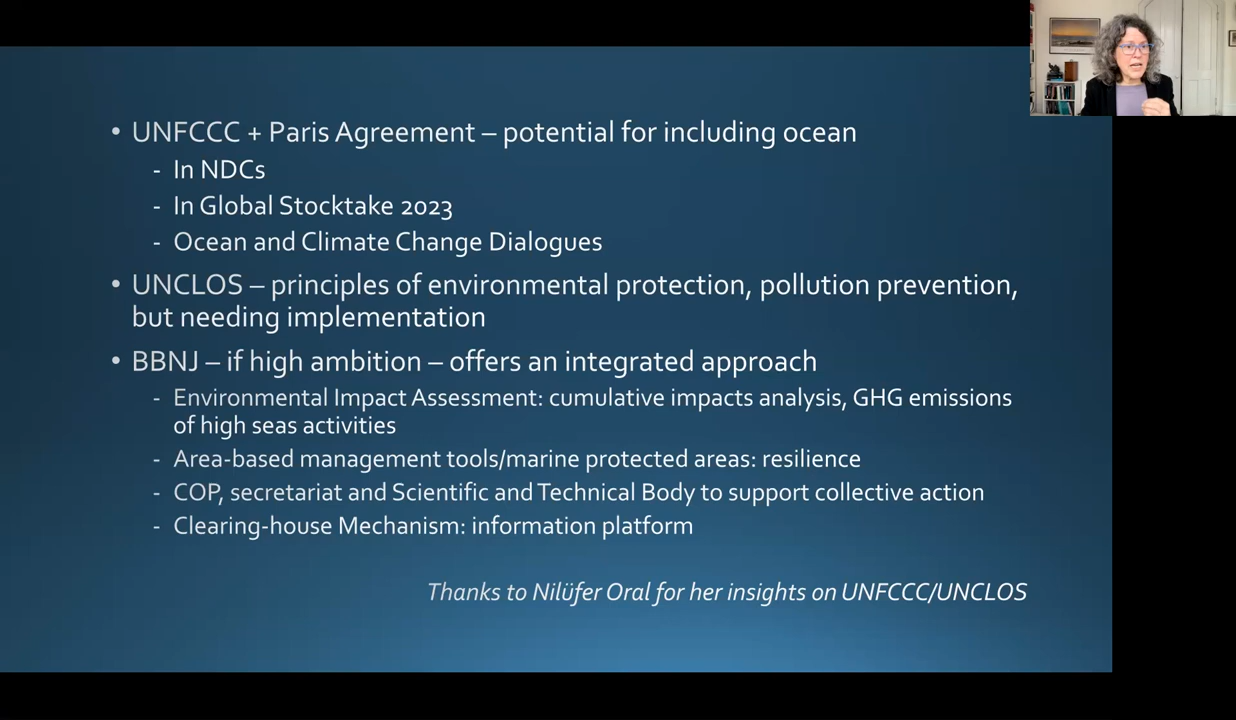 • UNFCCC + Paris Agreement – potential for including ocean
- In NDCs
- In Global Stocktake 2023
- Ocean and Climate Change Dialogues
• UNCLOS – principles of environmental protection, pollution prevention,
but needing implementation
• BBNJ – if high ambition – offers an integrated approach
- Environmental Impact Assessment: cumulative impacts analysis, GHG emissions
of high seas activities
- Area-based management tools/marine protected areas: resilience
- COP, secretariat and Scientific and Technical Body to support collective action
- Clearing-house Mechanism: information platform
Thanks to Nilüfer Oral for her insights on UNFCCC/UNCLOS